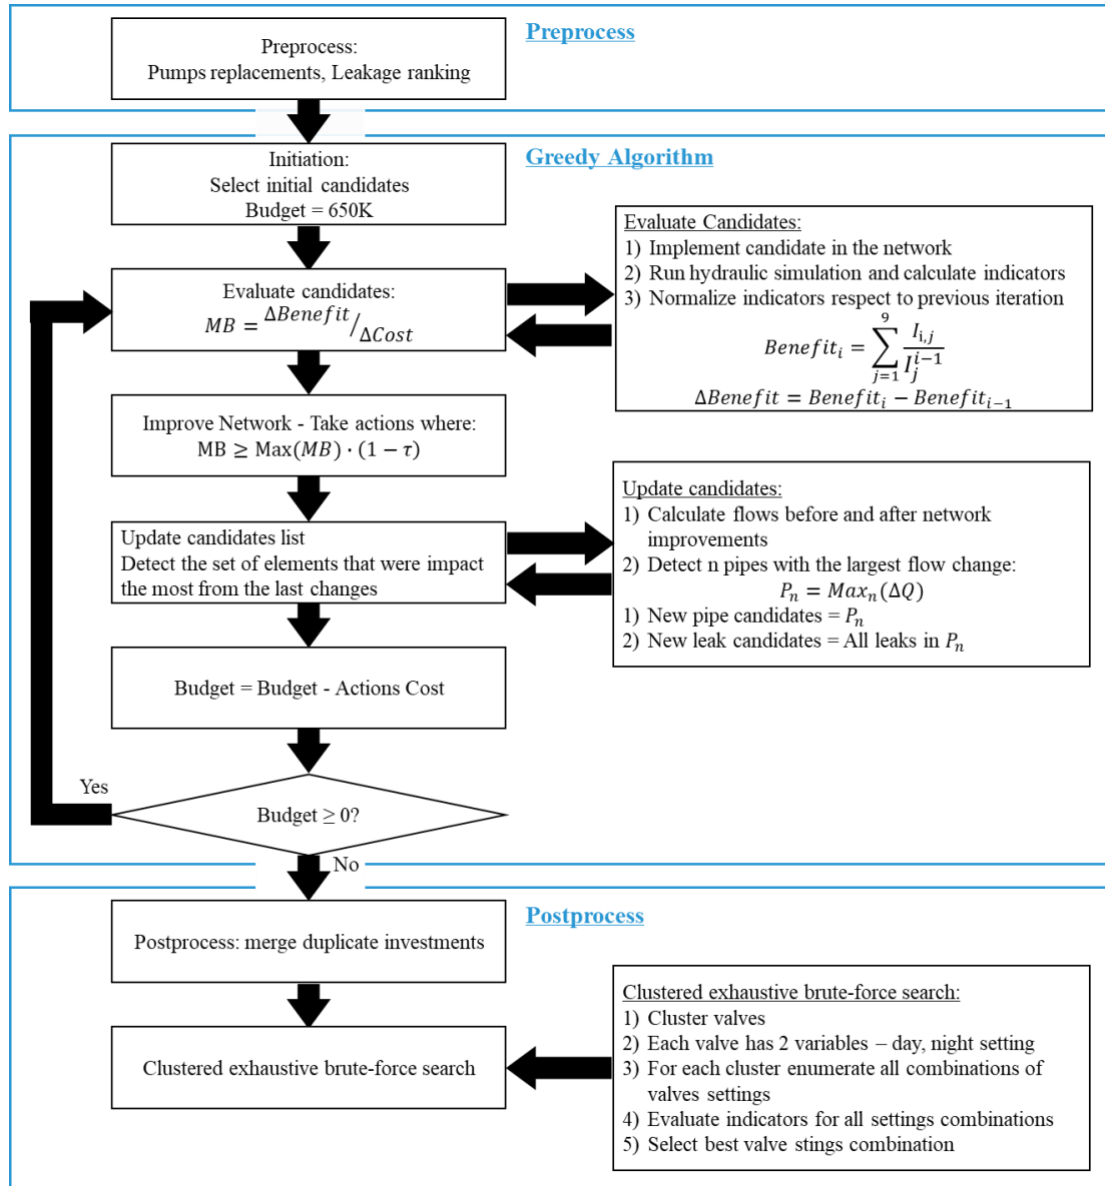 Preprocess
Preprocess:
Pumps replacements, Leakage ranking
Greedy Algorithm
Initiation:
Select initial candidates
Budget = 650K
Evaluate candidates:
MB = ΔBenefit/ΔCost
Evaluate Candidates:
1) Implement candidate in the network
2) Run hydraulic simulation and calculate indicators
3) Normalize indicators respect to previous iteration
Benefit_i = \sum_{j=1}^{9} \frac{I_{i,j}}{I_j^{i-1}}
ΔBenefit = Benefit_i − Benefit_{i−1}
Improve Network - Take actions where:
MB ≥ Max(MB) · (1 − τ)
Update candidates list
Detect the set of elements that were impact
the most from the last changes
Update candidates:
1) Calculate flows before and after network
improvements
2) Detect n pipes with the largest flow change:
P_n = Max_n(ΔQ)
1) New pipe candidates = P_n
2) New leak candidates = All leaks in P_n
Budget = Budget - Actions Cost
Yes
Budget ≥ 0?
No
Postprocess
Postprocess: merge duplicate investments
Clustered exhaustive brute-force search
Clustered exhaustive brute-force search:
1) Cluster valves
2) Each valve has 2 variables – day, night setting
3) For each cluster enumerate all combinations of
valves settings
4) Evaluate indicators for all settings combinations
5) Select best valve stings combination